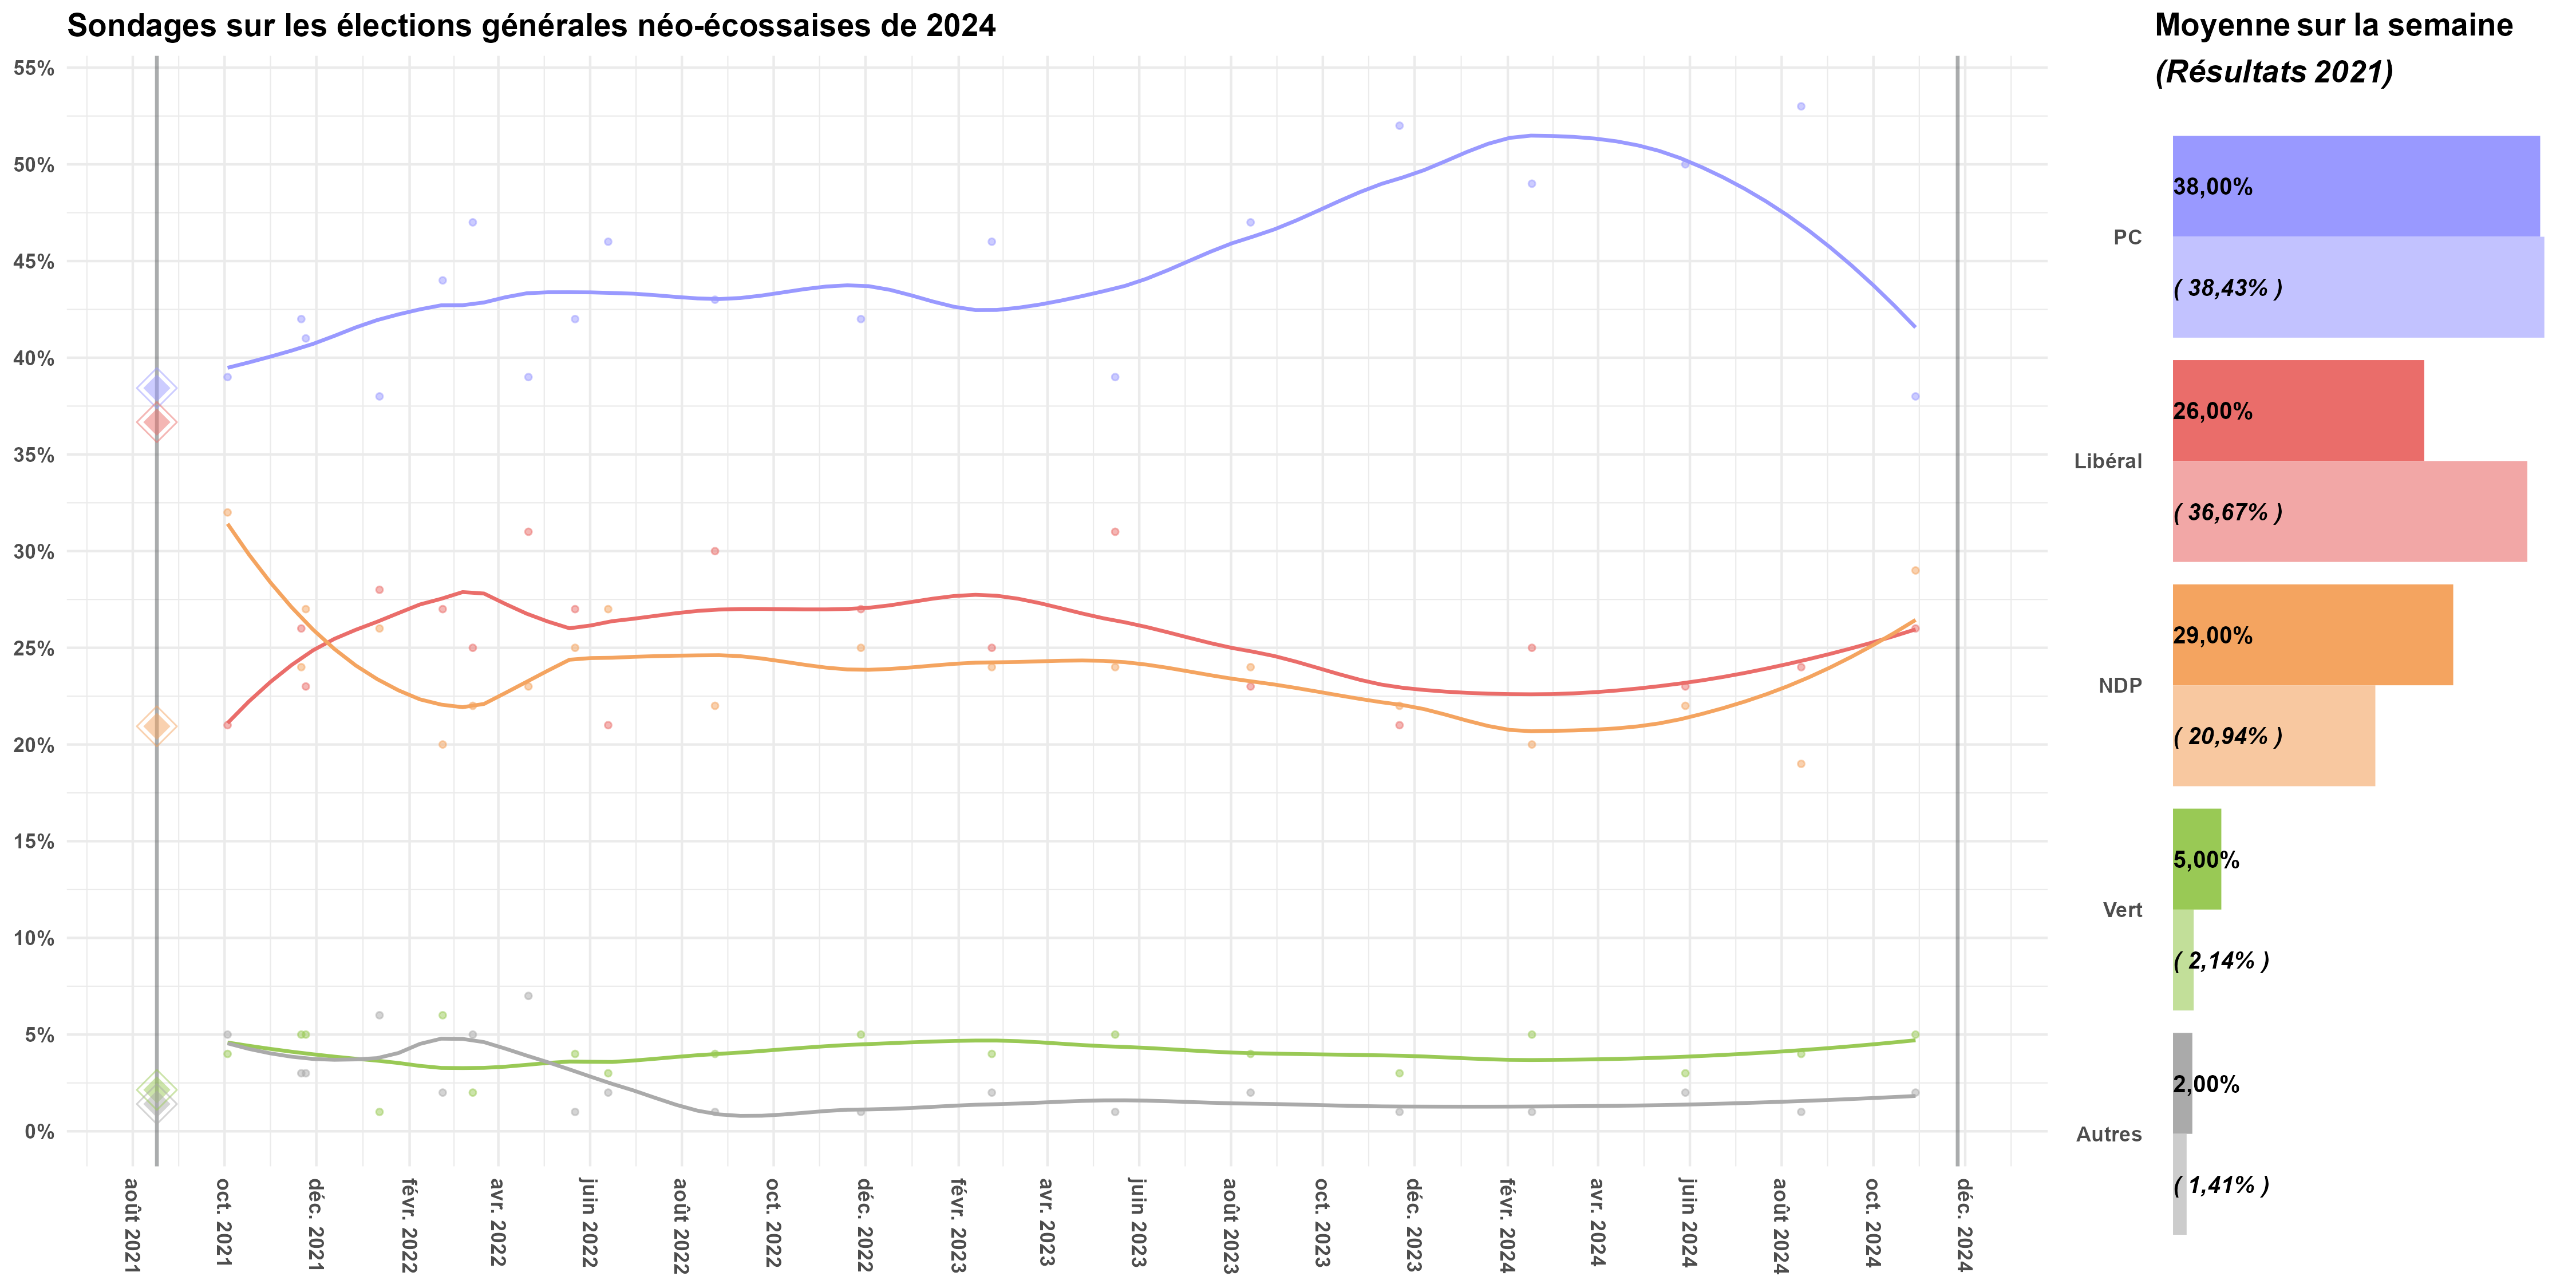 Sondages sur les élections générales néo-écossaises de 2024
55%
50%
45%
40%
35%
30%
25%
20%
15%
10%
5%
0%
août 2021
oct. 2021
déc. 2021
févr. 2022
avr. 2022
juin 2022
août 2022
oct. 2022
déc. 2022
févr. 2023
avr. 2023
juin 2023
août 2023
oct. 2023
déc. 2023
févr. 2024
avr. 2024
juin 2024
août 2024
oct. 2024
déc. 2024
Moyenne sur la semaine
(Résultats 2021)
PC
38,00%
( 38,43% )
Libéral
26,00%
( 36,67% )
NDP
29,00%
( 20,94% )
Vert
5,00%
( 2,14% )
Autres
2,00%
( 1,41% )